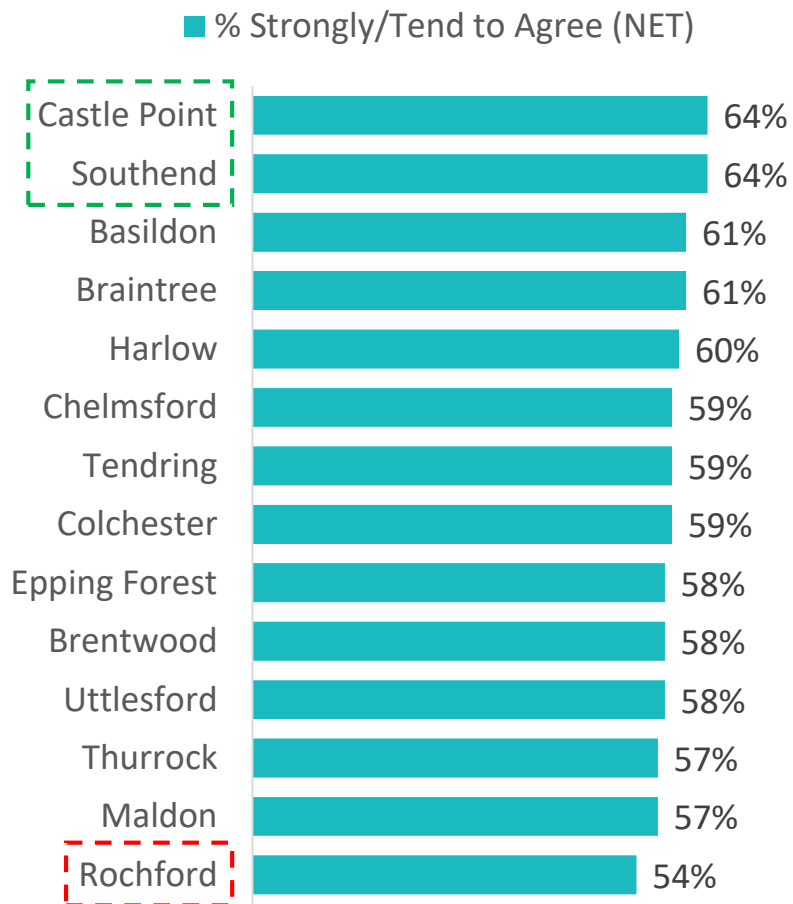 % Strongly/Tend to Agree (NET)
Castle Point 64%
Southend 64%
Basildon 61%
Braintree 61%
Harlow 60%
Chelmsford 59%
Tendring 59%
Colchester 59%
Epping Forest 58%
Brentwood 58%
Uttlesford 58%
Thurrock 57%
Maldon 57%
Rochford 54%